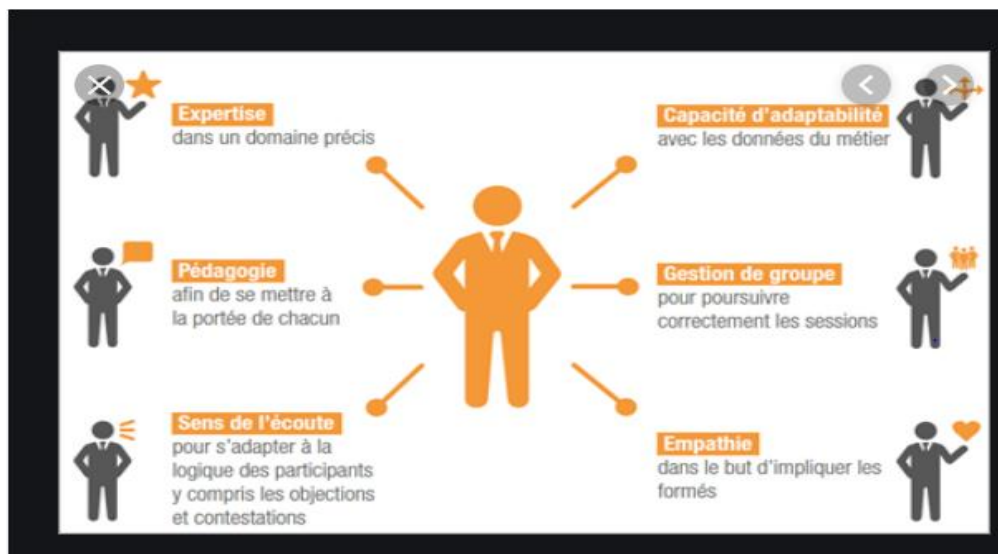 Expertise
dans un domaine précis
Pédagogie
afin de se mettre à
la portée de chacun
Sens de l'écoute
pour s'adapter à la
logique des participants
y compris les objections
et contestations
Capacité d'adaptabilité
avec les données du métier
Gestion de groupe
pour poursuivre
correctement les sessions
Empathie
dans le but d'impliquer les
formés